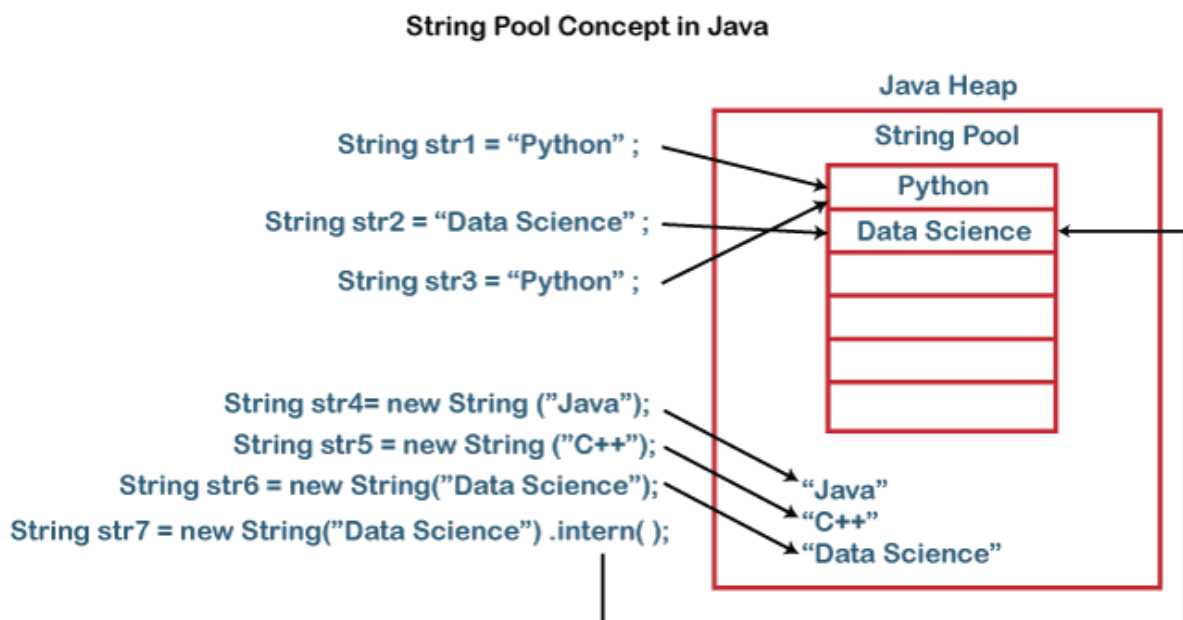 String Pool Concept in Java
Java Heap
String Pool
String str1 = “Python” ;
Python
String str2 = “Data Science” ;
Data Science
String str3 = “Python” ;
String str4= new String (”Java”);
String str5 = new String (”C++”);
String str6 = new String(”Data Science”);
String str7 = new String(”Data Science”) .intern( );
“Java”
“C++”
“Data Science”